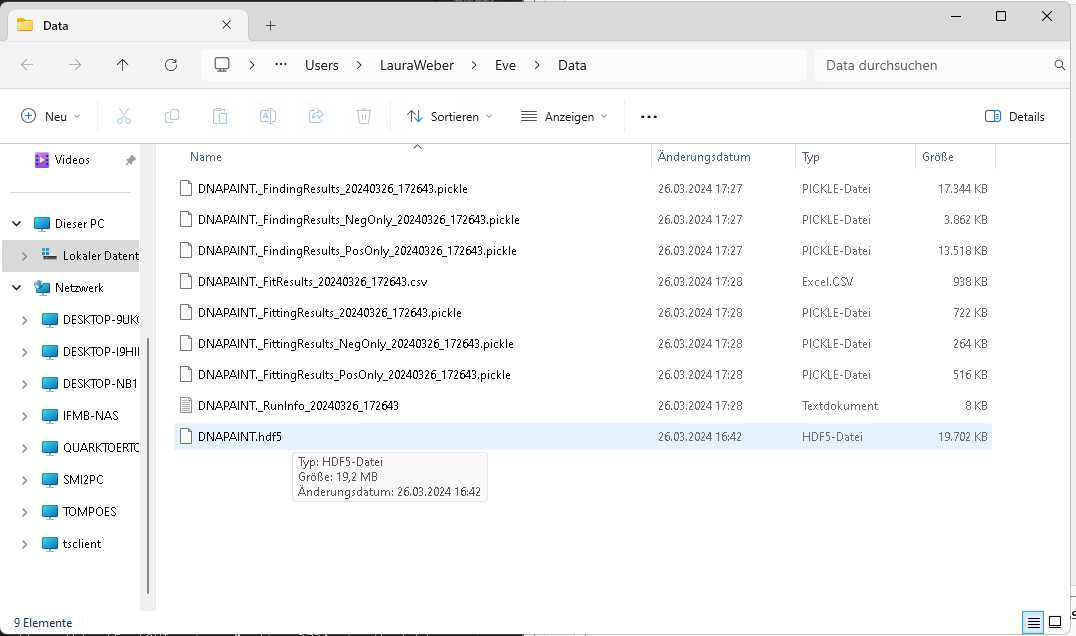 Data
··· Users LauraWeber Eve Data
Data durchsuchen
Neu
Sortieren
Anzeigen
Details
Videos
Dieser PC
Lokaler Datent
Netzwerk
DESKTOP-9UK
DESKTOP-I9HII
DESKTOP-NB1
IFMB-NAS
QUARKTOERTC
SMI2PC
TOMPOES
tsclient
Name Änderungsdatum Typ Größe
DNAPAINT._FindingResults_20240326_172643.pickle 26.03.2024 17:27 PICKLE-Datei 17.344 KB
DNAPAINT._FindingResults_NegOnly_20240326_172643.pickle 26.03.2024 17:27 PICKLE-Datei 3.862 KB
DNAPAINT._FindingResults_PosOnly_20240326_172643.pickle 26.03.2024 17:27 PICKLE-Datei 13.518 KB
DNAPAINT._FitResults_20240326_172643.csv 26.03.2024 17:28 Excel.CSV 938 KB
DNAPAINT._FittingResults_20240326_172643.pickle 26.03.2024 17:28 PICKLE-Datei 722 KB
DNAPAINT._FittingResults_NegOnly_20240326_172643.pickle 26.03.2024 17:28 PICKLE-Datei 264 KB
DNAPAINT._FittingResults_PosOnly_20240326_172643.pickle 26.03.2024 17:28 PICKLE-Datei 516 KB
DNAPAINT._RunInfo_20240326_172643 26.03.2024 17:28 Textdokument 8 KB
DNAPAINT.hdf5 26.03.2024 16:42 HDF5-Datei 19.702 KB
Typ: HDF5-Datei
Größe: 19,2 MB
Änderungsdatum: 26.03.2024 16:42
9 Elemente